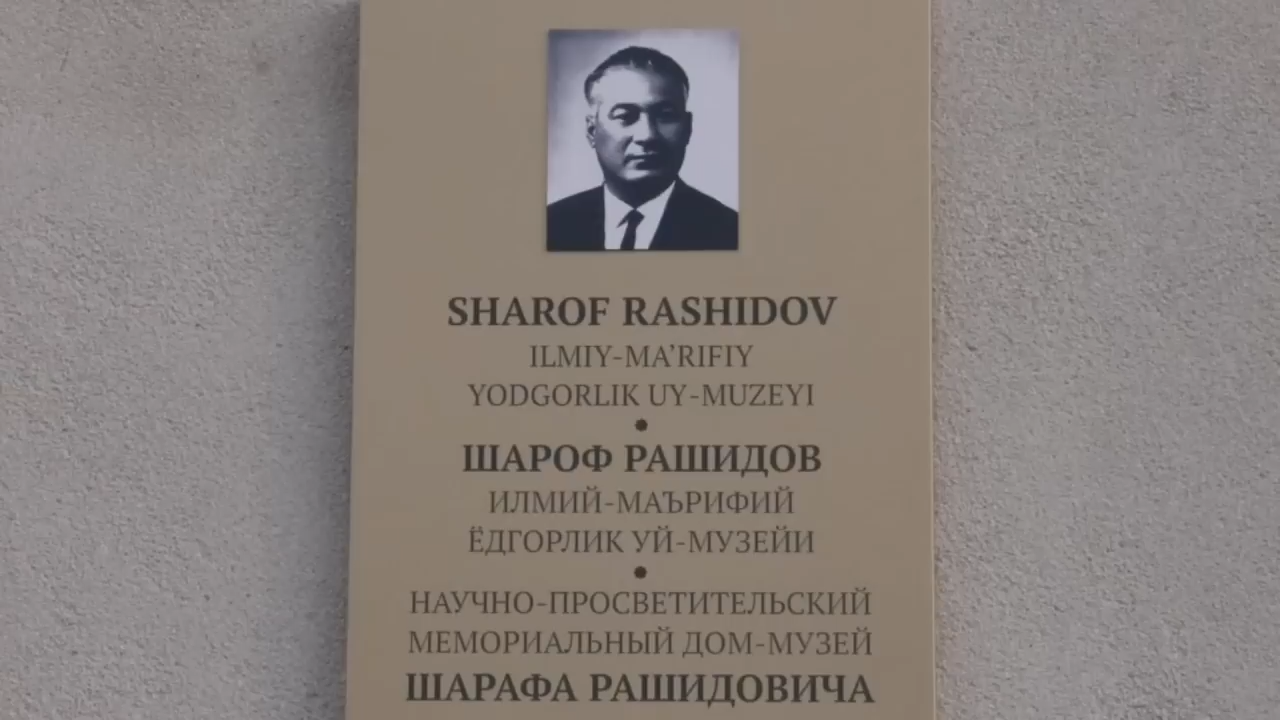 SHAROF RASHIDOV
ILMIY-MA’RIFIY
YODGORLIK UY-MUZEYI
•
ШАРОФ РАШИДОВ
ИЛМИЙ-МАЪРИФИЙ
ЁДГОРЛИК УЙ-МУЗЕЙИ
•
НАУЧНО-ПРОСВЕТИТЕЛЬСКИЙ
МЕМОРИАЛЬНЫЙ ДОМ-МУЗЕЙ
ШАРАФА РАШИДОВИЧА